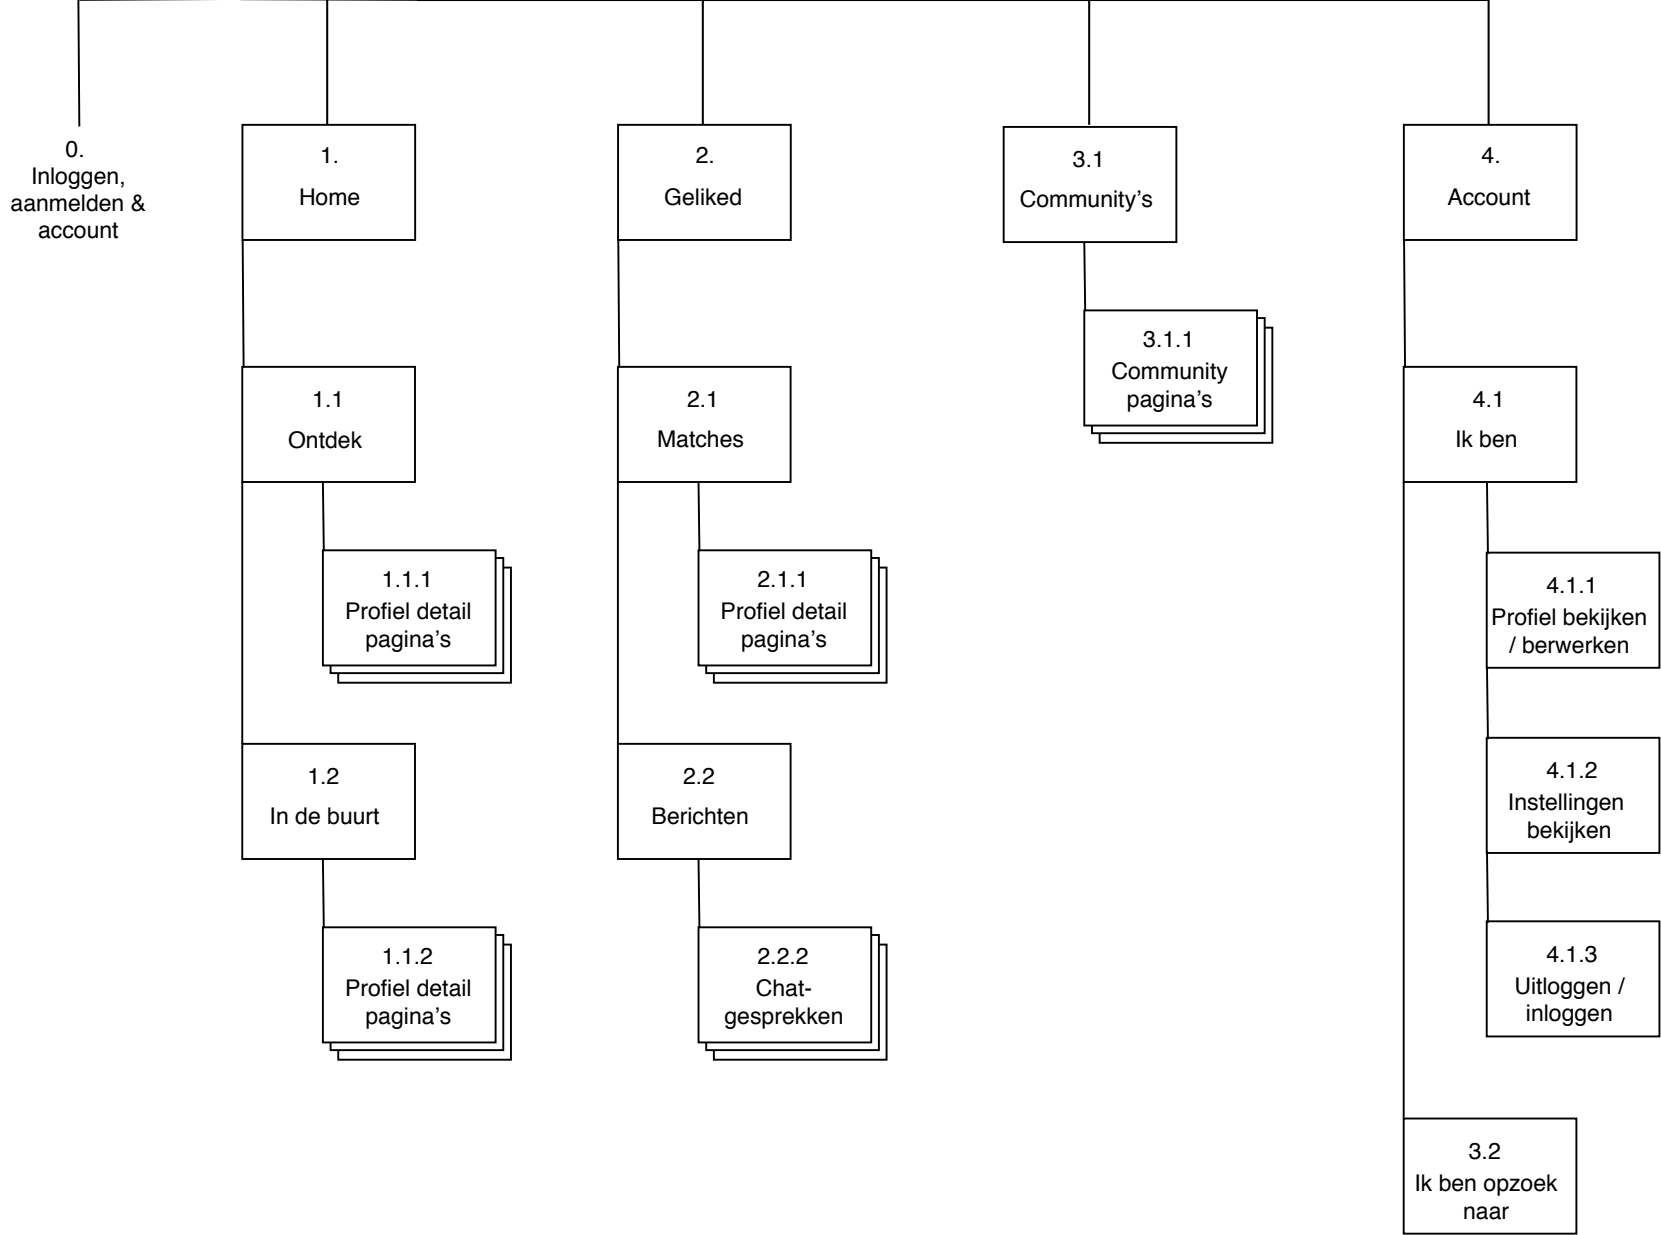 0.
Inloggen,
aanmelden &
account
1.
Home
1.1
Ontdek
1.1.1
Profiel detail
pagina’s
1.2
In de buurt
1.1.2
Profiel detail
pagina’s
2.
Geliked
2.1
Matches
2.1.1
Profiel detail
pagina’s
2.2
Berichten
2.2.2
Chat-
gesprekken
3.1
Community’s
3.1.1
Community
pagina’s
4.
Account
4.1
Ik ben
4.1.1
Profiel bekijken
/ berwerken
4.1.2
Instellingen
bekijken
4.1.3
Uitloggen /
inloggen
3.2
Ik ben opzoek
naar